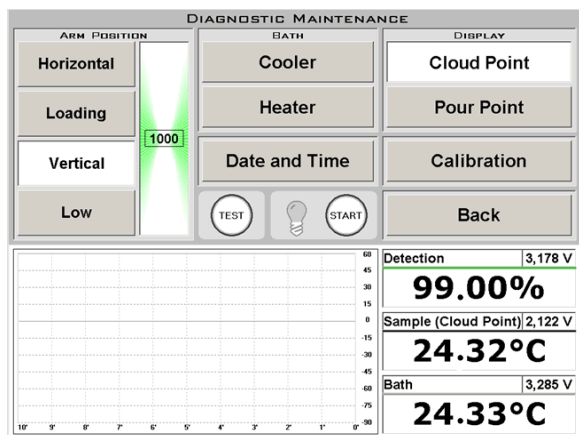 DIAGNOSTIC MAINTENANCE
ARM POSITION
Horizontal
Loading
Vertical
Low
1000
BATH
Cooler
Heater
Date and Time
TEST
START
DISPLAY
Cloud Point
Pour Point
Calibration
Back
60
45
30
15
0
-15
-30
-45
-60
-75
-90
10' 9' 8' 7' 6' 5' 4' 3' 2' 1' 0'
Detection 3,178 V
99.00%
Sample (Cloud Point) 2,122 V
24.32°C
Bath 3,285 V
24.33°C